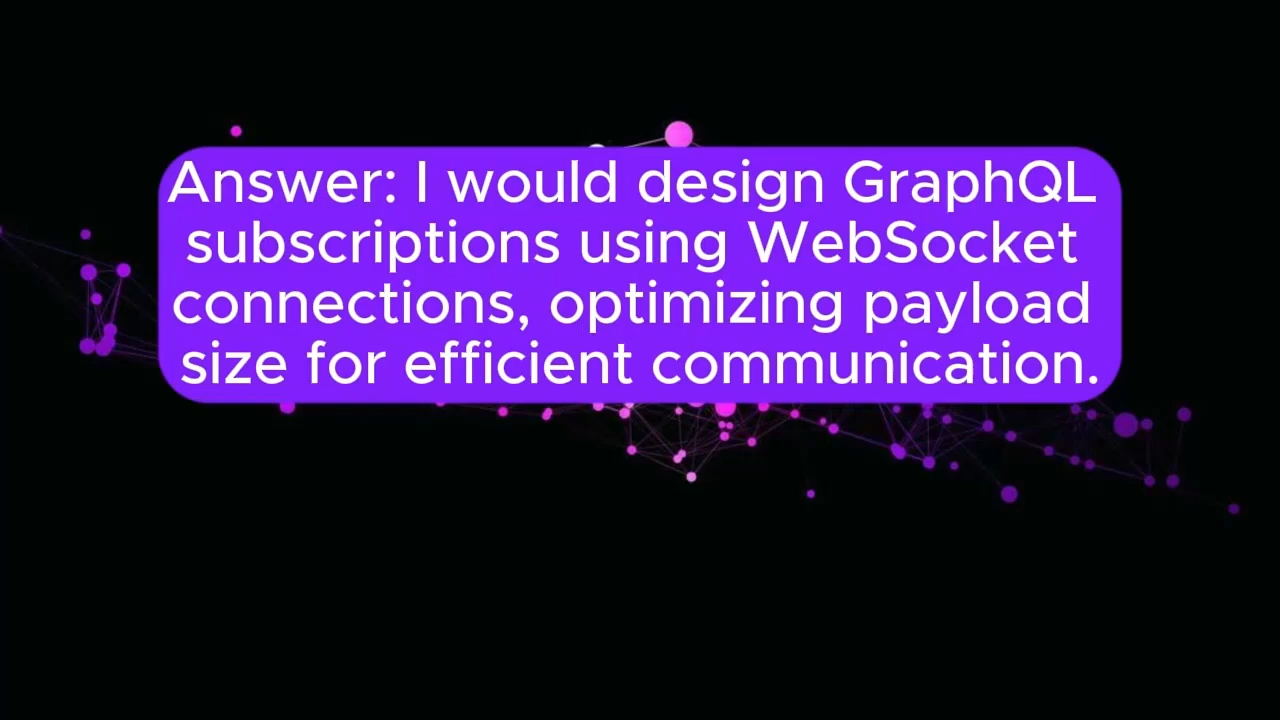 Answer: I would design GraphQL
subscriptions using WebSocket
connections, optimizing payload
size for efficient communication.